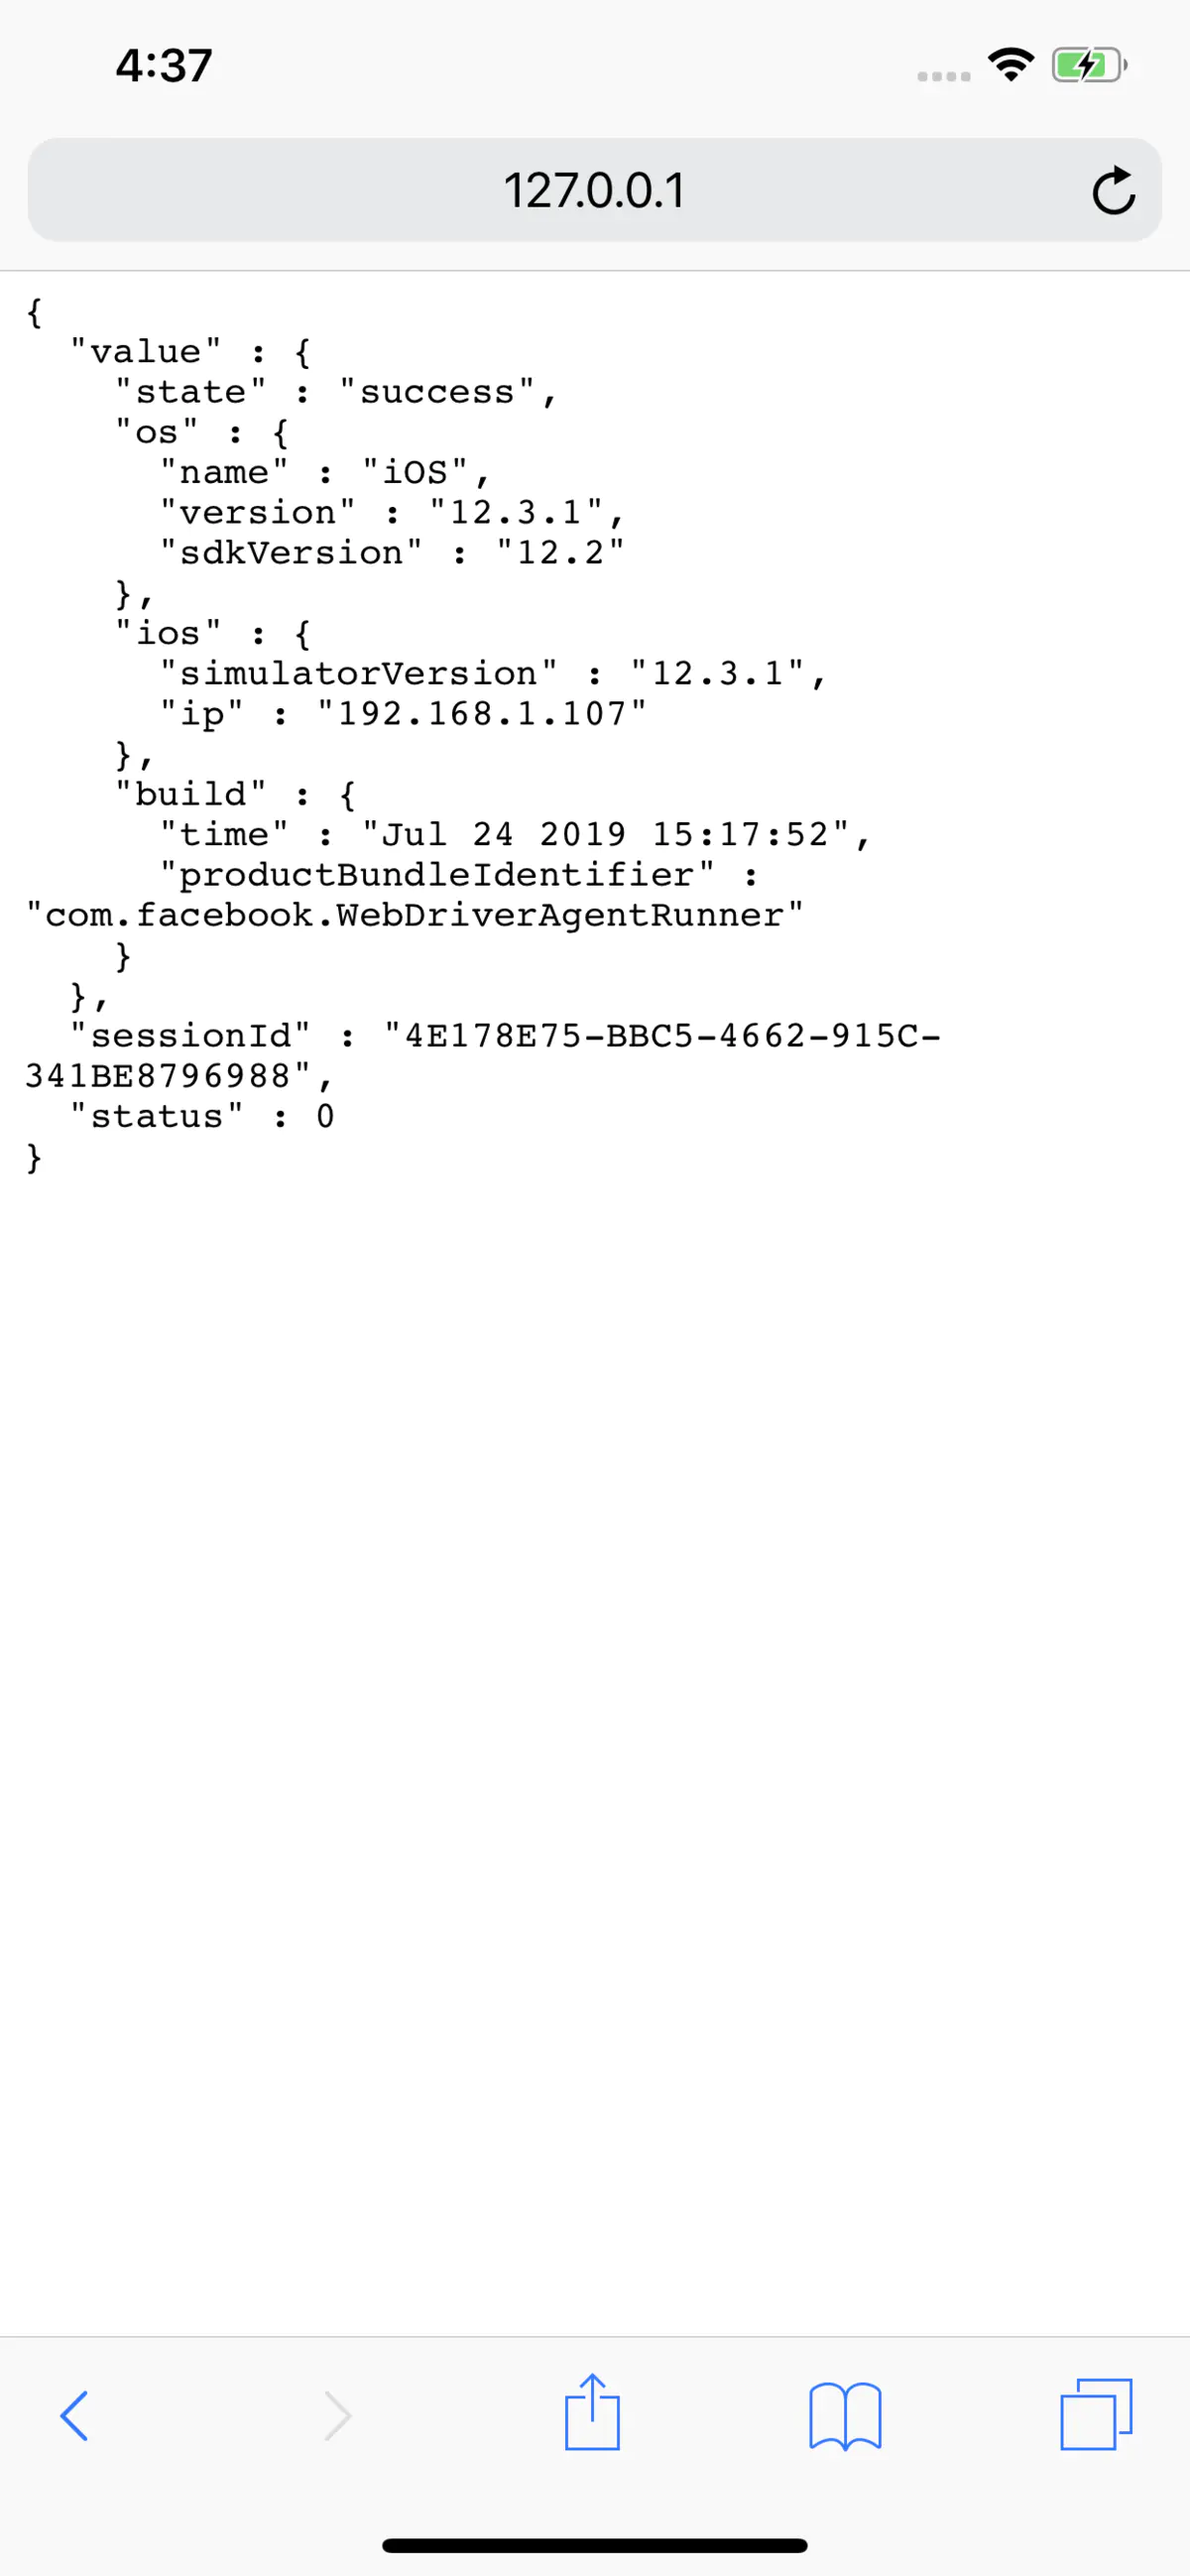 4:37
127.0.0.1
{
  "value" : {
    "state" : "success",
    "os" : {
      "name" : "iOS",
      "version" : "12.3.1",
      "sdkVersion" : "12.2"
    },
    "ios" : {
      "simulatorVersion" : "12.3.1",
      "ip" : "192.168.1.107"
    },
    "build" : {
      "time" : "Jul 24 2019 15:17:52",
      "productBundleIdentifier" :
"com.facebook.WebDriverAgentRunner"
    }
  },
  "sessionId" : "4E178E75-BBC5-4662-915C-
341BE8796988",
  "status" : 0
}